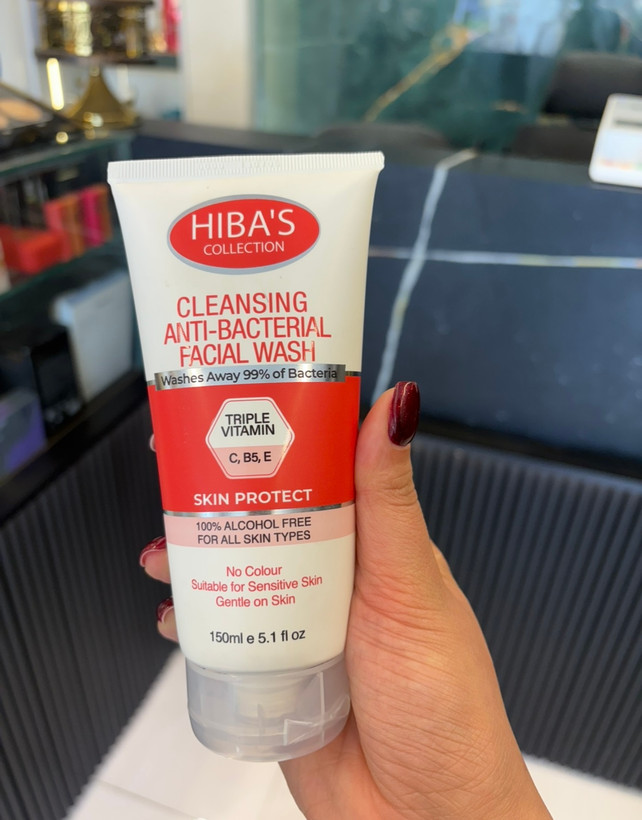 HIBA'S
COLLECTION
CLEANSING
ANTI-BACTERIAL
FACIAL WASH
Washes Away 99% of Bacteria
TRIPLE
VITAMIN
C, B5, E
SKIN PROTECT
100% ALCOHOL FREE
FOR ALL SKIN TYPES
No Colour
Suitable for Sensitive Skin
Gentle on Skin
150ml e 5.1 fl oz